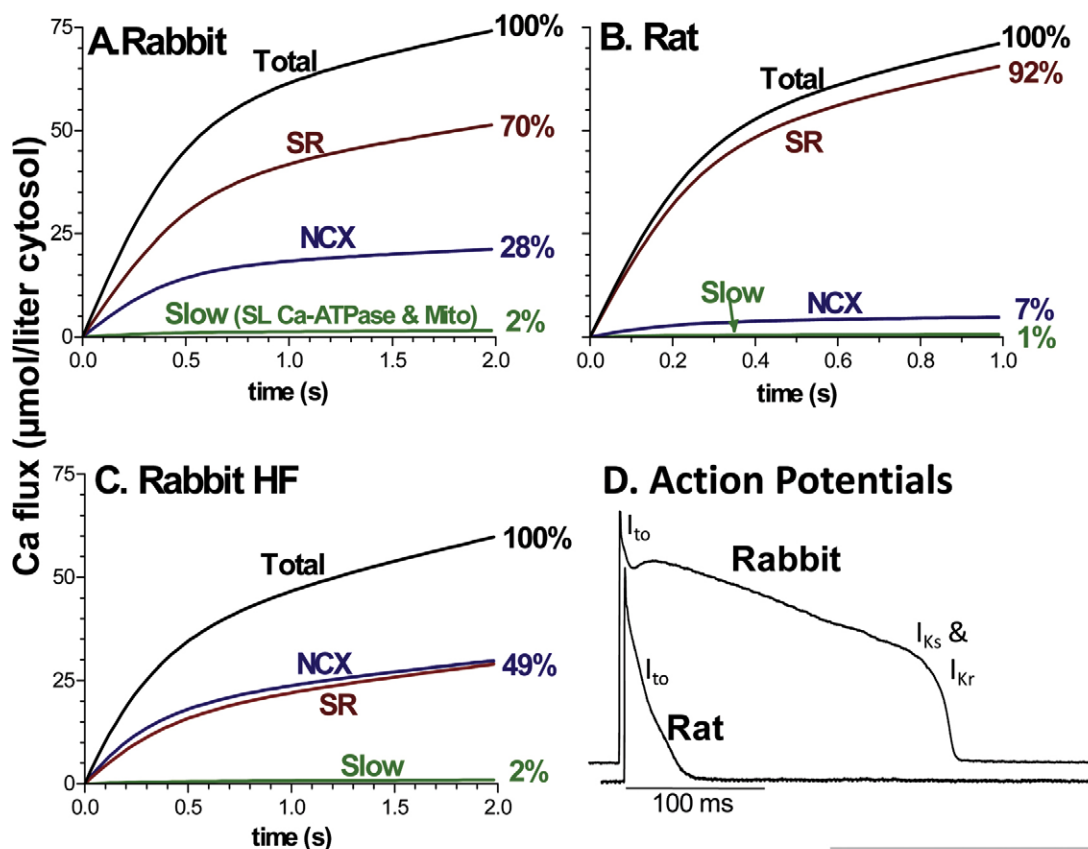 Ca flux (µmol/liter cytosol)
A.Rabbit
75
50
25
0
Total
100%
SR
70%
NCX
28%
Slow (SL Ca-ATPase & Mito)
2%
0.0 0.5 1.0 1.5 2.0
time (s)
B. Rat
75
50
25
0
Total
100%
92%
SR
Slow
NCX
7%
1%
0.0 0.2 0.4 0.6 0.8 1.0
time (s)
C. Rabbit HF
75
50
25
0
Total
100%
NCX
49%
SR
Slow
2%
0.0 0.5 1.0 1.5 2.0
time (s)
D. Action Potentials
Ito
Rabbit
IKs &
IKr
Ito
Rat
100 ms